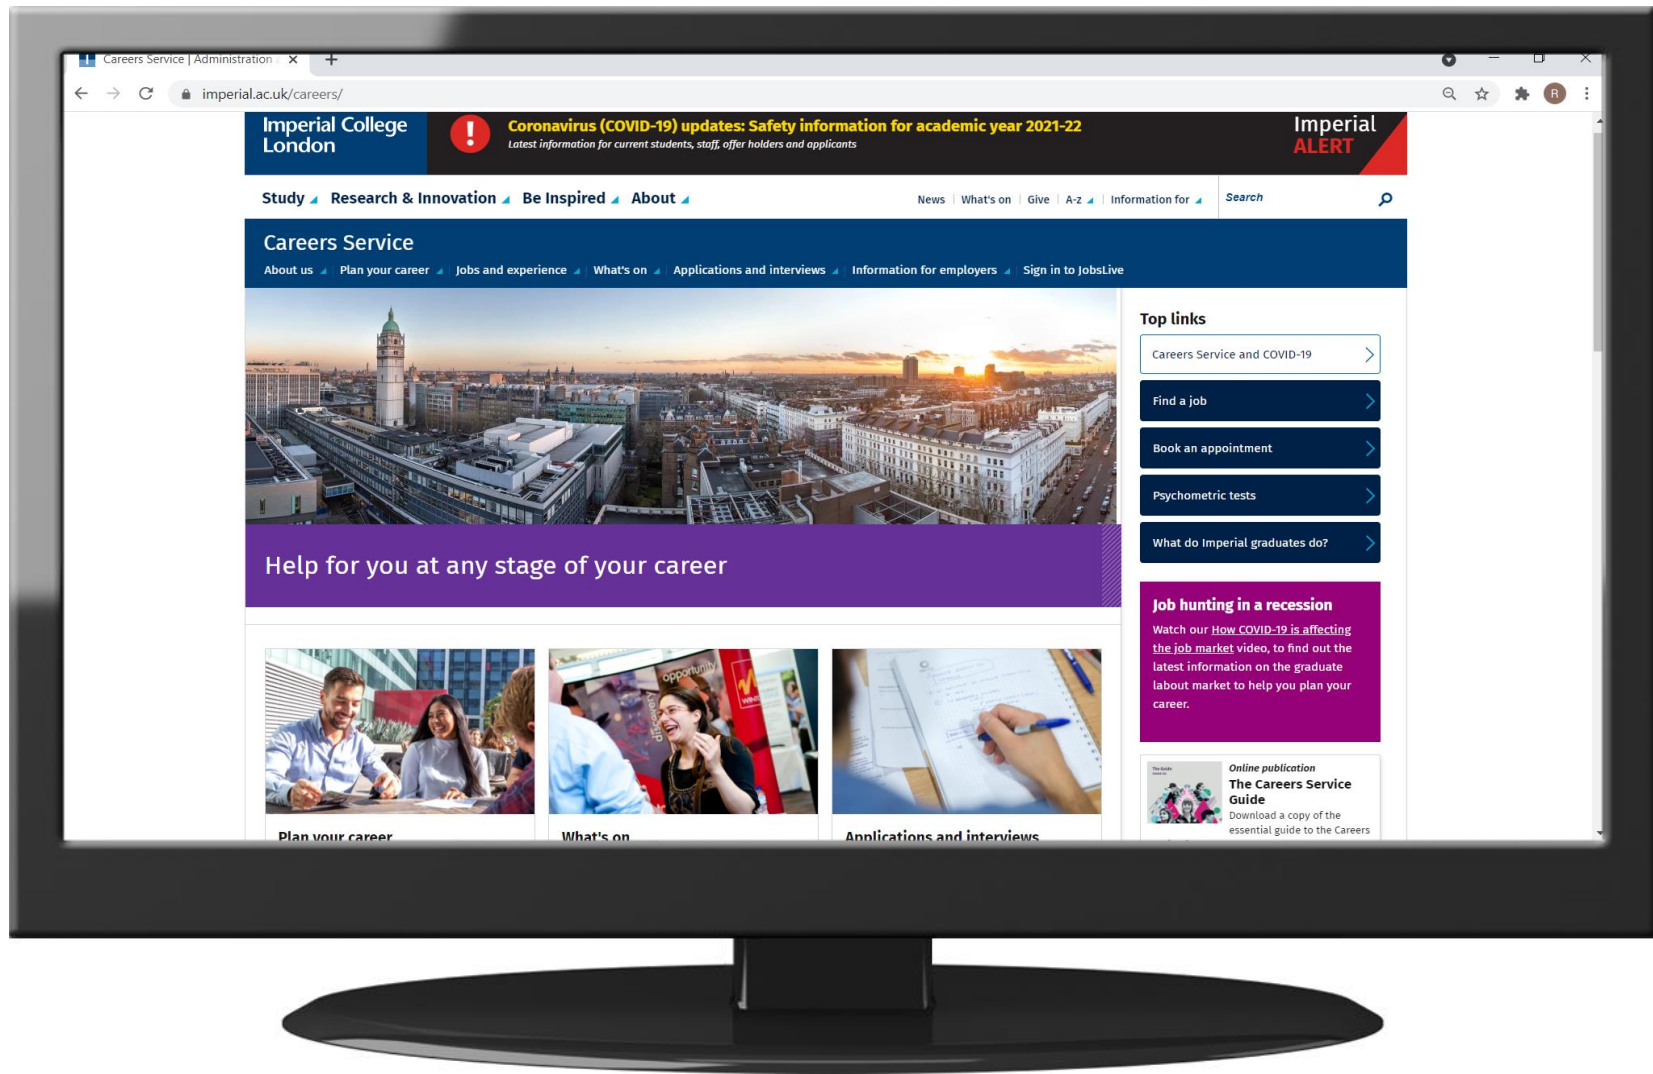 Careers Service | Administration
imperial.ac.uk/careers/
R
Imperial College
London
Coronavirus (COVID-19) updates: Safety information for academic year 2021-22
Latest information for current students, staff, offer holders and applicants
Imperial
ALERT
Study Research & Innovation Be Inspired About
News What's on Give A-z Information for Search
Careers Service
About us Plan your career Jobs and experience What's on Applications and interviews Information for employers Sign in to JobsLive
Help for you at any stage of your career
opportunity
discovery
Plan your career
What's on
Applications and interviews
Top links
Careers Service and COVID-19
Find a job
Book an appointment
Psychometric tests
What do Imperial graduates do?
Job hunting in a recession
Watch our How COVID-19 is affecting
the job market video, to find out the
latest information on the graduate
labout market to help you plan your
career.
The Guide
Online publication
The Careers Service
Guide
Download a copy of the
essential guide to the Careers